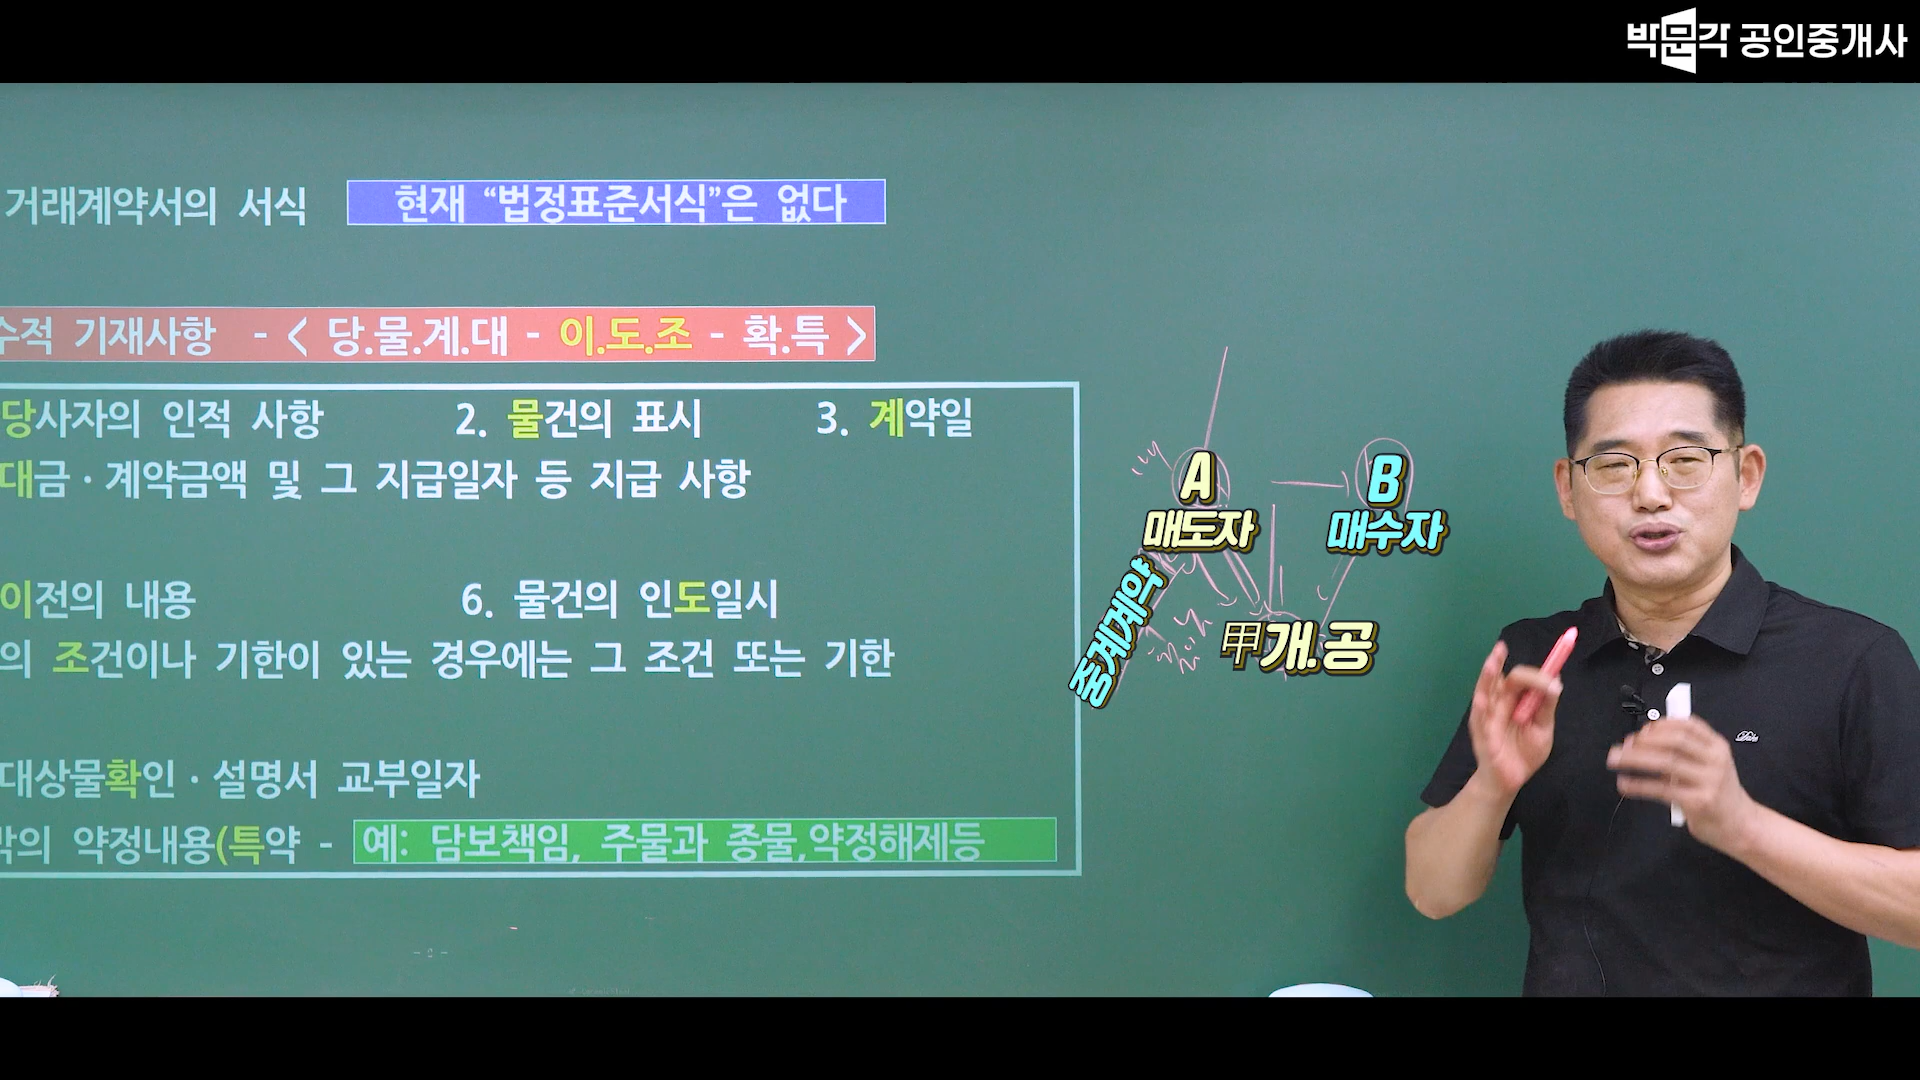 박문각 공인중개사
거래계약서의 서식 현재 “법정표준서식”은 없다
수적 기재사항 - < 당.물.계.대 - 이.도.조 - 확.특 >
당사자의 인적 사항 2. 물건의 표시 3. 계약일
대금·계약금액 및 그 지급일자 등 지급 사항
이전의 내용 6. 물건의 인도일시
의 조건이나 기한이 있는 경우에는 그 조건 또는 기한
대상물확인·설명서 교부일자
밖의 약정내용(특약 - 예: 담보책임, 주물과 종물,약정해제등
A B
매도자 매수자
중계계약
甲개.공